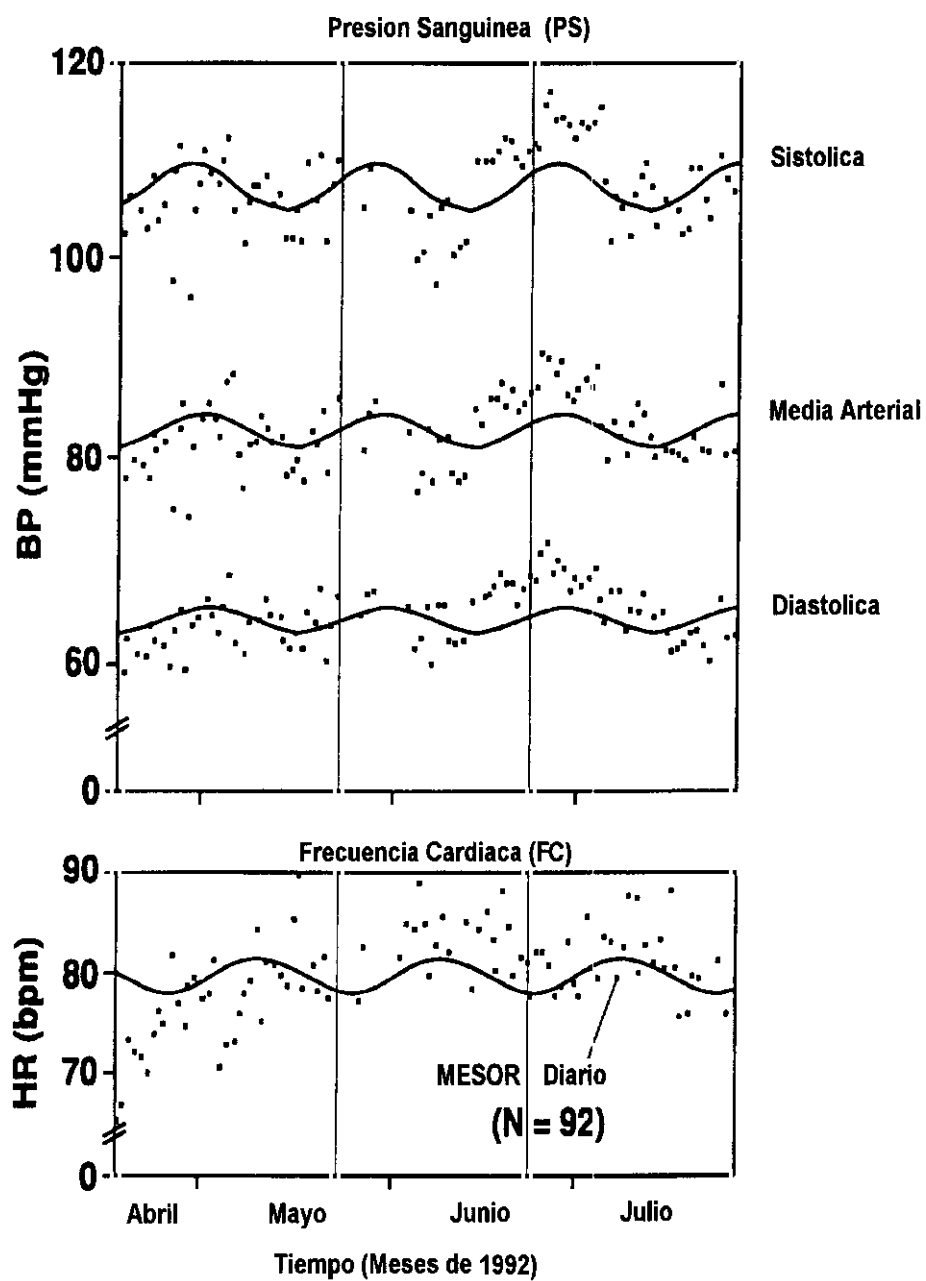 Presion Sanguinea (PS)
120
Sistolica
100
BP (mmHg)
Media Arterial
80
Diastolica
60
0
Frecuencia Cardiaca (FC)
90
HR (bpm)
80
70
MESOR Diario
(N = 92)
0
Abril Mayo Junio Julio
Tiempo (Meses de 1992)